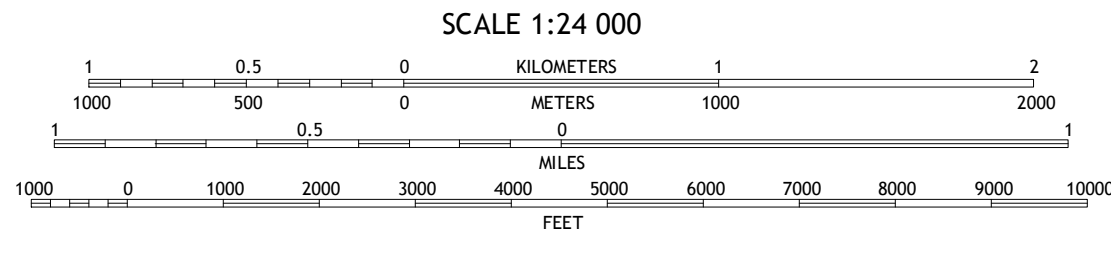 SCALE 1:24 000
1 0.5 0 KILOMETERS 1 2
1000 500 0 METERS 1000 2000
1 0.5 0 1
MILES
1000 0 1000 2000 3000 4000 5000 6000 7000 8000 9000 10000
FEET